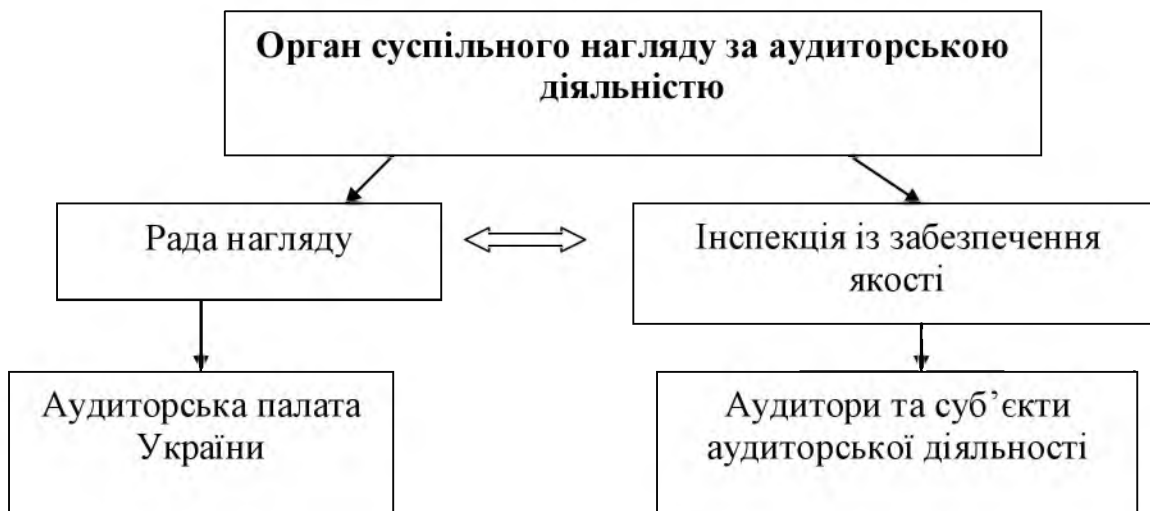 Орган суспільного нагляду за аудиторською
діяльністю
Рада нагляду
Інспекція із забезпечення
якості
Аудиторська палата
України
Аудитори та суб’єкти
аудиторської діяльності